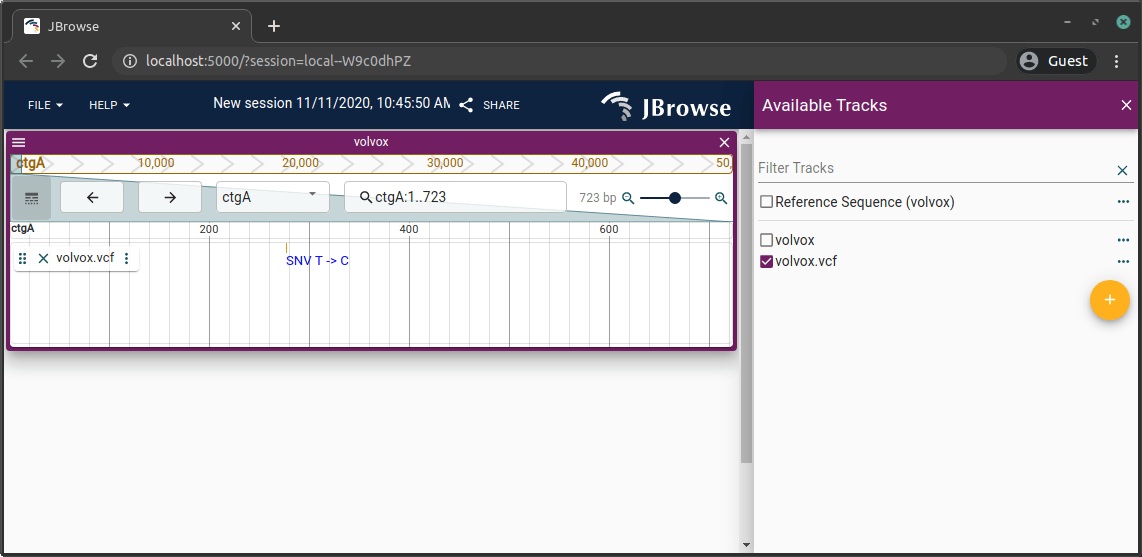 JBrowse
localhost:5000/?session=local–W9c0dhPZ
Guest
FILE
HELP
New session 11/11/2020, 10:45:50 AM
SHARE
JBrowse
Available Tracks
volvox
ctgA
10,000
20,000
30,000
40,000
50,
Filter Tracks
ctgA
ctgA:1..723
723 bp
Reference Sequence (volvox)
ctgA
200
400
600
volvox
volvox.vcf
volvox.vcf
SNV T -> C